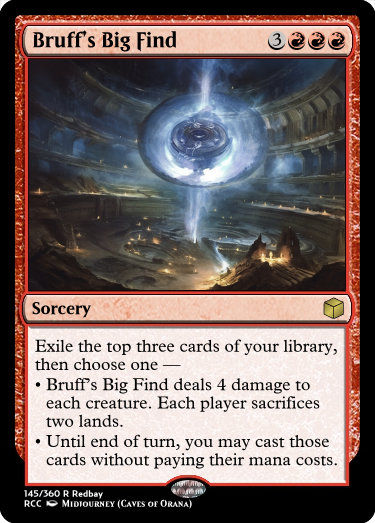 Bruff's Big Find 3
Sorcery
Exile the top three cards of your library,
then choose one —
• Bruff's Big Find deals 4 damage to
each creature. Each player sacrifices
two lands.
• Until end of turn, you may cast those
cards without paying their mana costs.
145/360 R Redbay
RCC Midjourney (Caves of Orana)